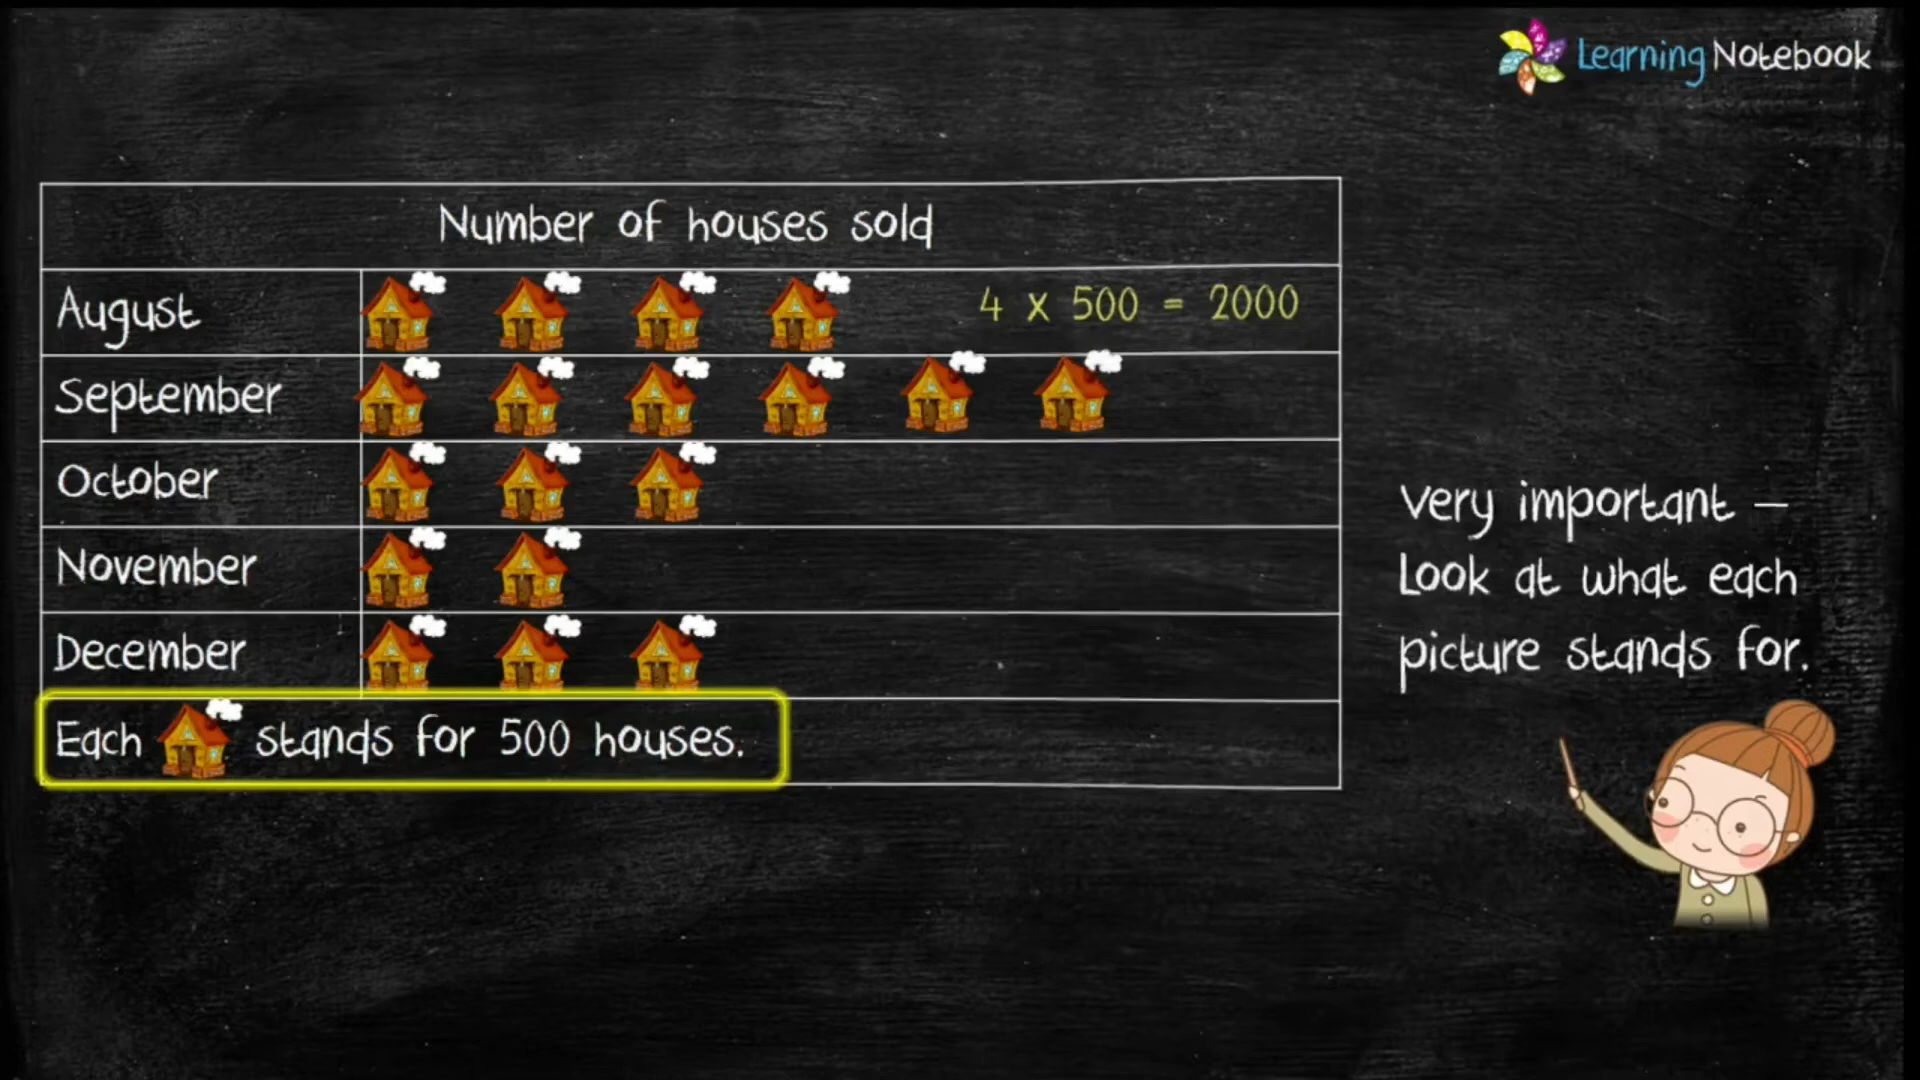 Learning Notebook
Number of houses sold
August 4 x 500 = 2000
September
October
November
December
Each stands for 500 houses.
Very important –
Look at what each
picture stands for.